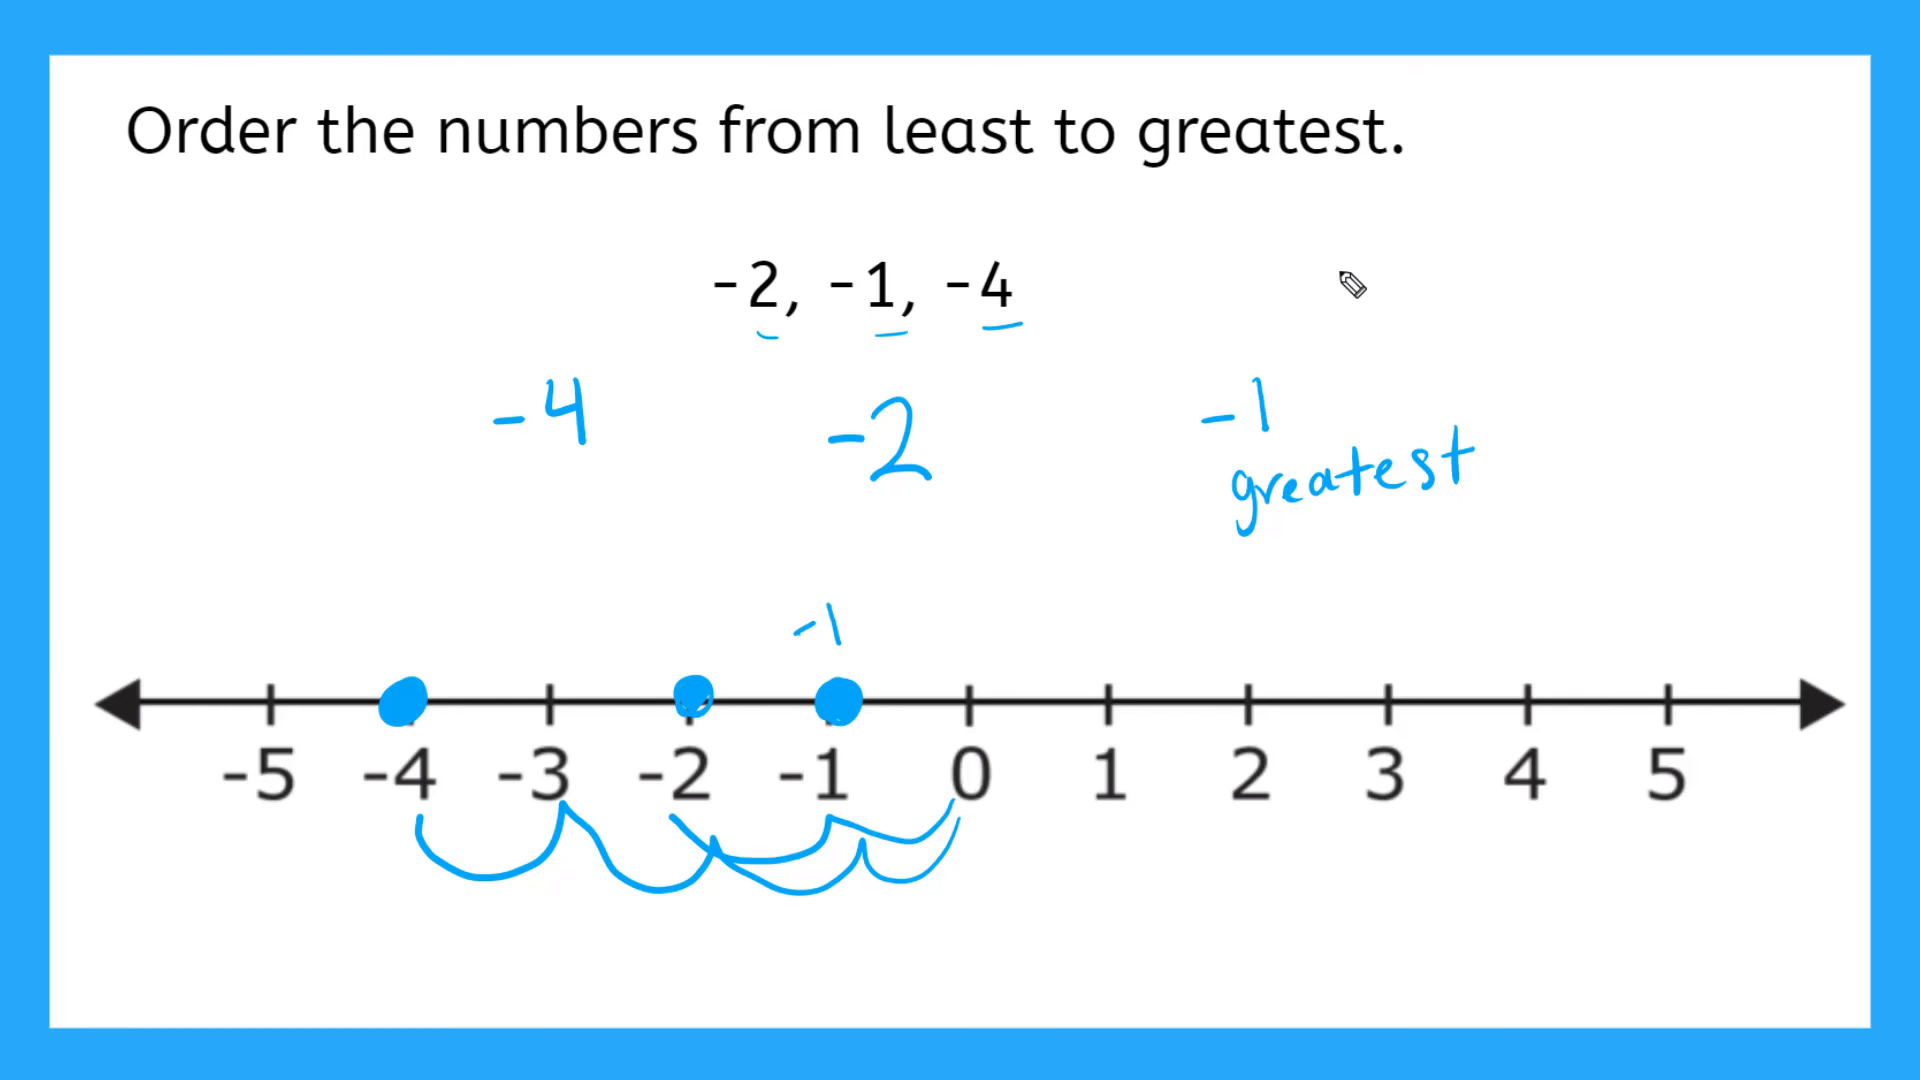 Order the numbers from least to greatest.
-2, -1, -4
-4 -2 -1
greatest
-1
-5 -4 -3 -2 -1 0 1 2 3 4 5